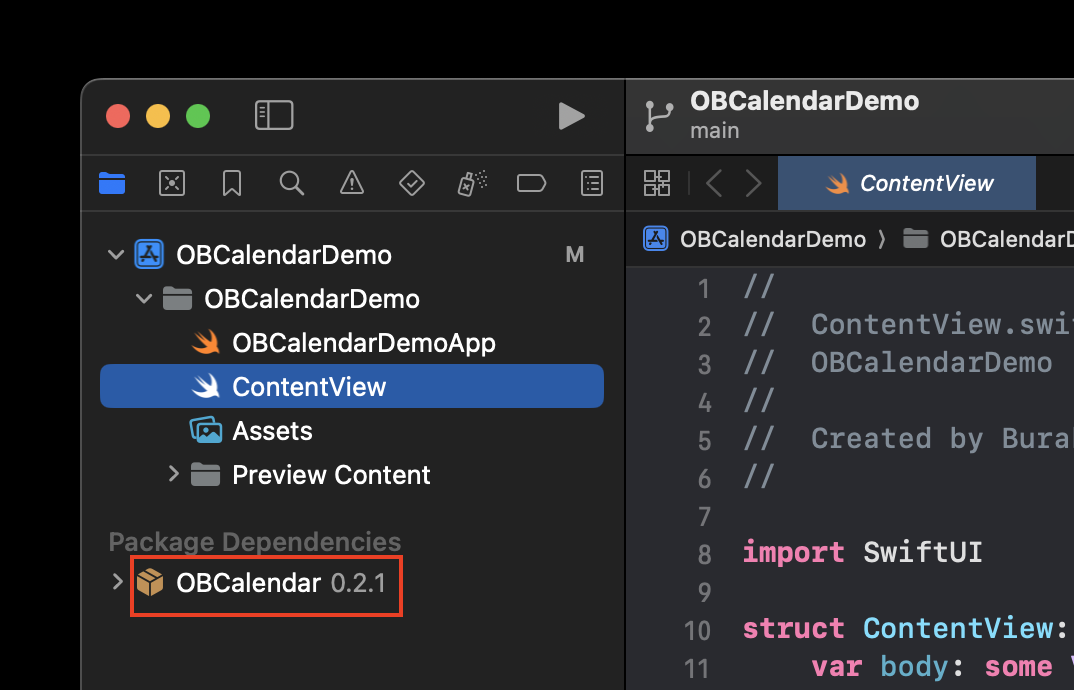 OBCalendarDemo
main
ContentView
OBCalendarDemo M
OBCalendarDemo
OBCalendarDemoApp
ContentView
Assets
Preview Content
Package Dependencies
OBCalendar 0.2.1
OBCalendarDemo 〉 OBCalendarD
1 //
2 // ContentView.swif
3 // OBCalendarDemo
4 //
5 // Created by Bura
6 //
7
8 import SwiftUI
9
10 struct ContentView:
11 var body: some